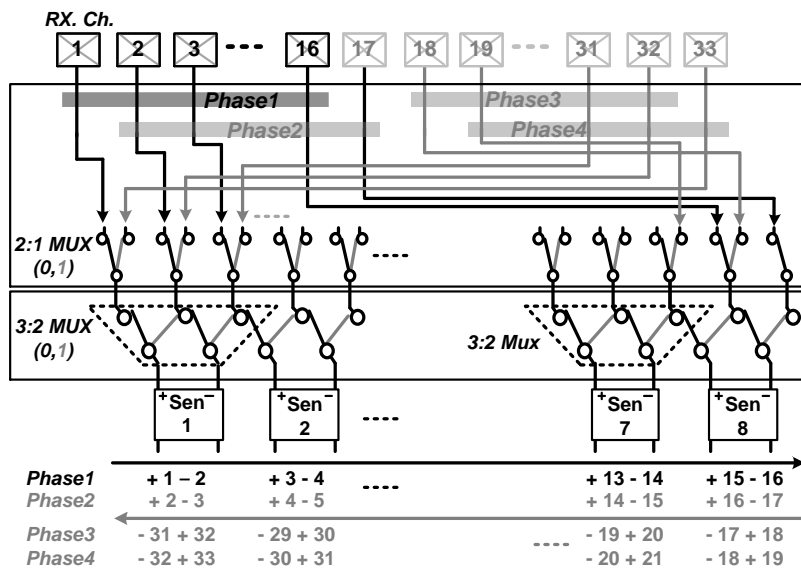 RX. Ch.
1 2 3 16 17 18 19 31 32 33
Phase1 Phase3
Phase2 Phase4
2:1 MUX
(0,1)
3:2 MUX
(0,1)
3:2 Mux
+Sen- +Sen- +Sen- +Sen-
1 2 7 8
Phase1 + 1 – 2 + 3 - 4 + 13 - 14 + 15 - 16
Phase2 + 2 - 3 + 4 - 5 + 14 - 15 + 16 - 17
Phase3 - 31 + 32 - 29 + 30 - 19 + 20 - 17 + 18
Phase4 - 32 + 33 - 30 + 31 - 20 + 21 - 18 + 19